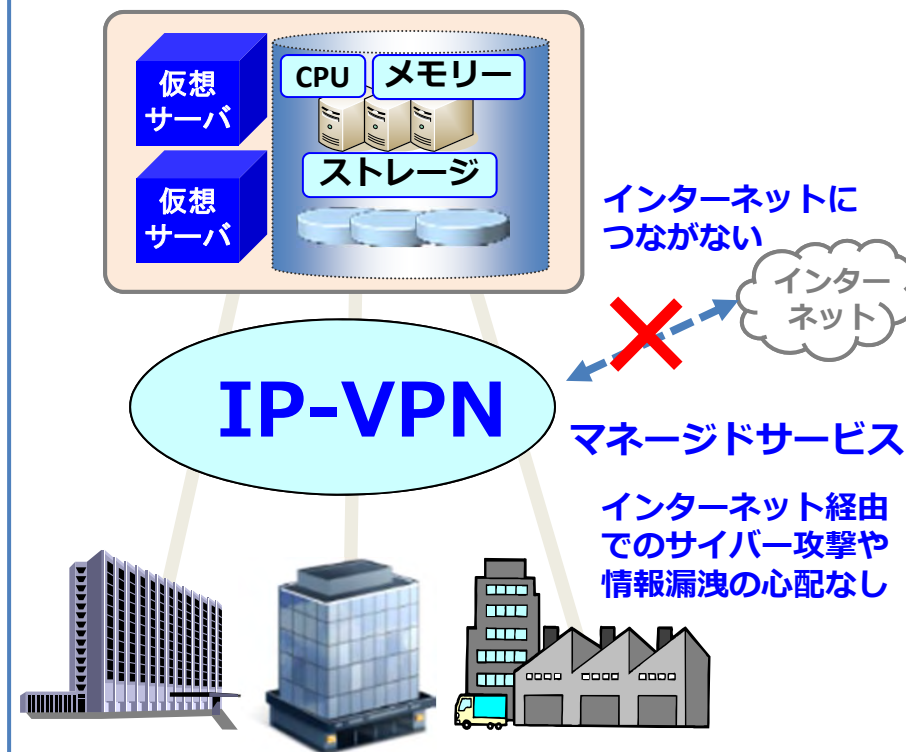 仮想
サーバ
CPU
メモリー
ストレージ
仮想
サーバ
インターネットに
つながない
インター
ネット
IP-VPN
マネージドサービス
インターネット経由
でのサイバー攻撃や
情報漏洩の心配なし